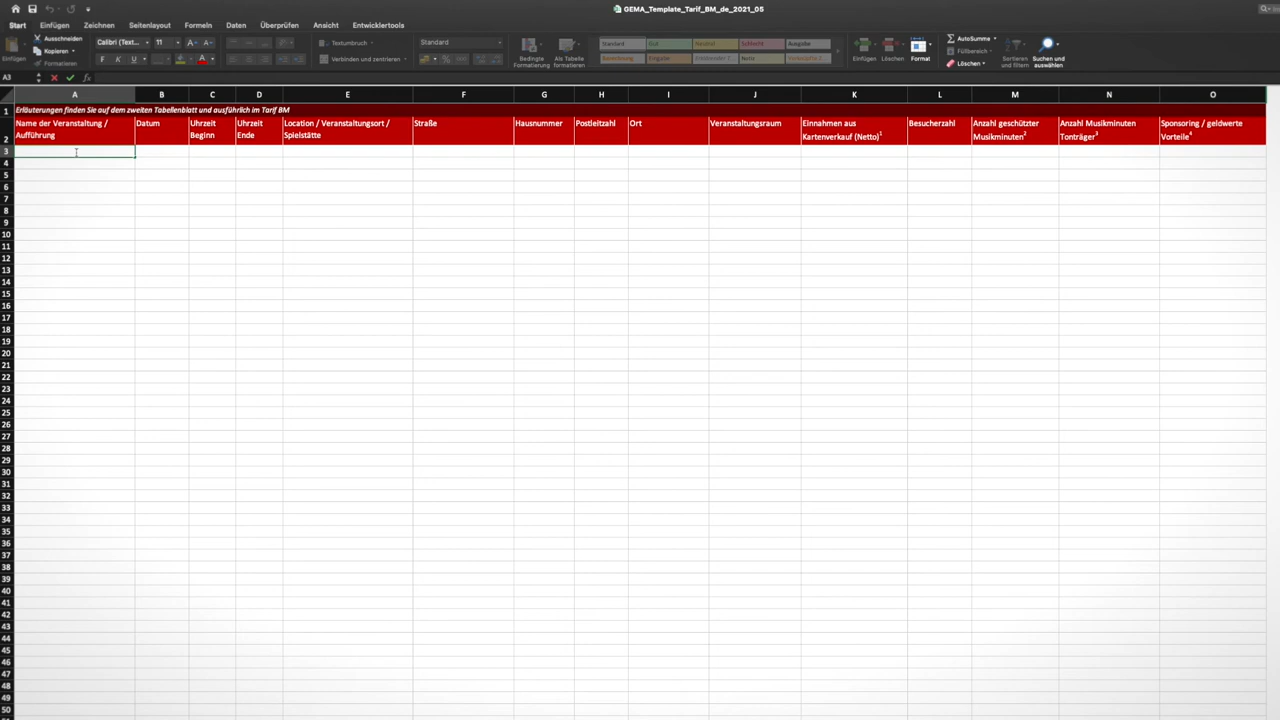 GEMA_Template_Tarif_BM_de_2021_05
Start Einfügen Zeichnen Seitenlayout Formeln Daten Überprüfen Ansicht Entwicklertools
Einfügen
Ausschneiden
Kopieren
Formatieren
Calibri (Text... 11
F K U
Textumbruch
Verbinden und zentrieren
Standard
Bedingte Formatierung
Als Tabelle formatieren
Standard Gut Neutral Schlecht Ausgabe
Berechnung Eingabe Notiz
Einfügen Löschen Format
AutoSumme
Füllbereich
Löschen
Sortieren und filtern
Suchen und auswählen
A3 fx
A B C D E F G H I J K L M N O
1 Erläuterungen finden Sie auf dem zweiten Tabellenblatt und ausführlich im Tarif BM
2 Name der Veranstaltung / Aufführung
Datum
Uhrzeit Beginn
Uhrzeit Ende
Location / Veranstaltungsort / Spielstätte
Straße
Hausnummer
Postleitzahl
Ort
Veranstaltungsraum
Einnahmen aus Kartenverkauf (Netto)¹
Besucherzahl
Anzahl geschützter Musikminuten²
Anzahl Musikminuten Tonträger³
Sponsoring / geldwerte Vorteile⁴
3
4
5
6
7
8
9
10
11
12
13
14
15
16
17
18
19
20
21
22
23
24
25
26
27
28
29
30
31
32
33
34
35
36
37
38
39
40
41
42
43
44
45
46
47
48
49
50